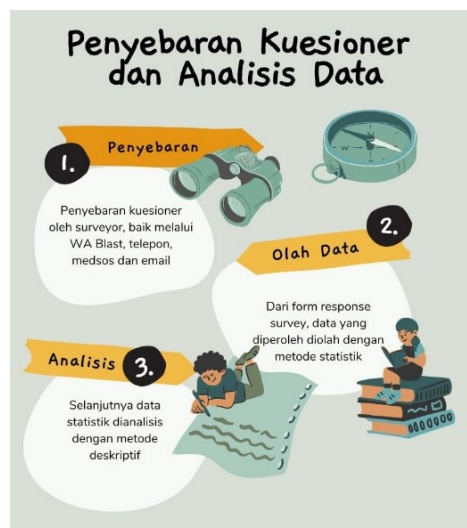 Penyebaran Kuesioner
dan Analisis Data
1.
Penyebaran
Penyebaran kuesioner
oleh surveyor, baik melalui
WA Blast, telepon,
medsos dan email
W
2.
Olah Data
Dari form response
survey, data yang
diperoleh diolah dengan
metode statistik
Analisis
3.
Selanjutnya data
statistik dianalisis
dengan metode
deskriptif